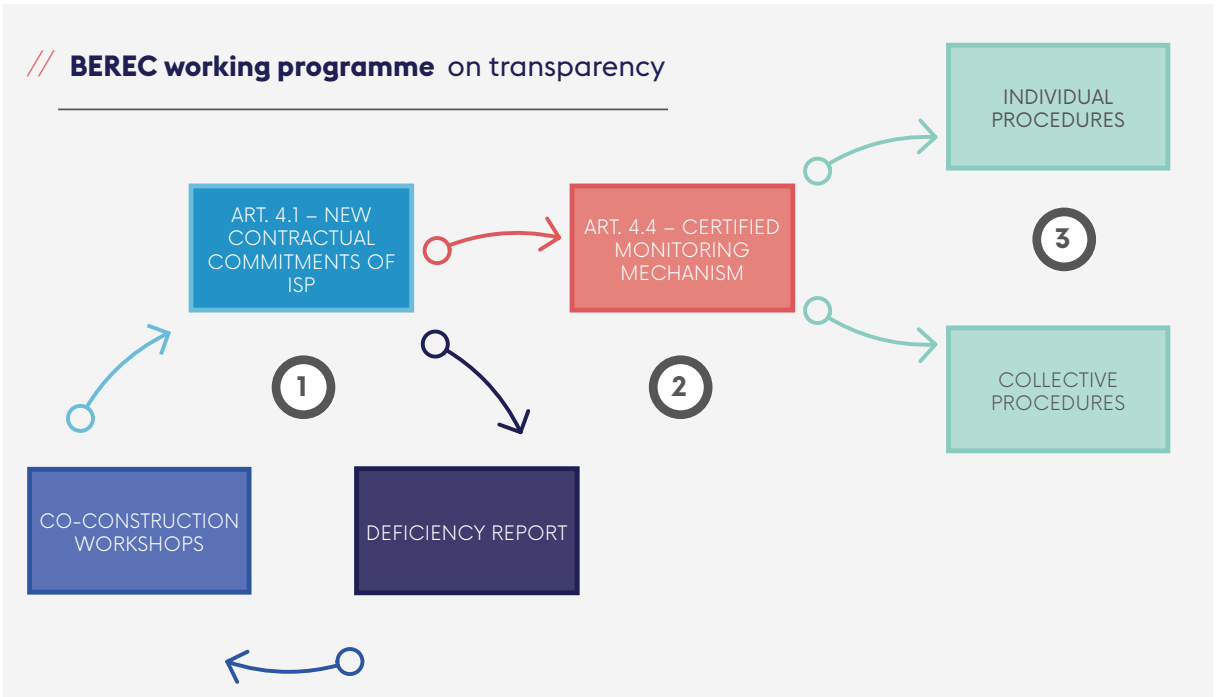 // BEREC working programme on transparency
INDIVIDUAL
PROCEDURES
ART. 4.1 – NEW
CONTRACTUAL
COMMITMENTS OF
ISP
ART. 4.4 – CERTIFIED
MONITORING
MECHANISM
3
COLLECTIVE
PROCEDURES
1
2
CO-CONSTRUCTION
WORKSHOPS
DEFICIENCY REPORT